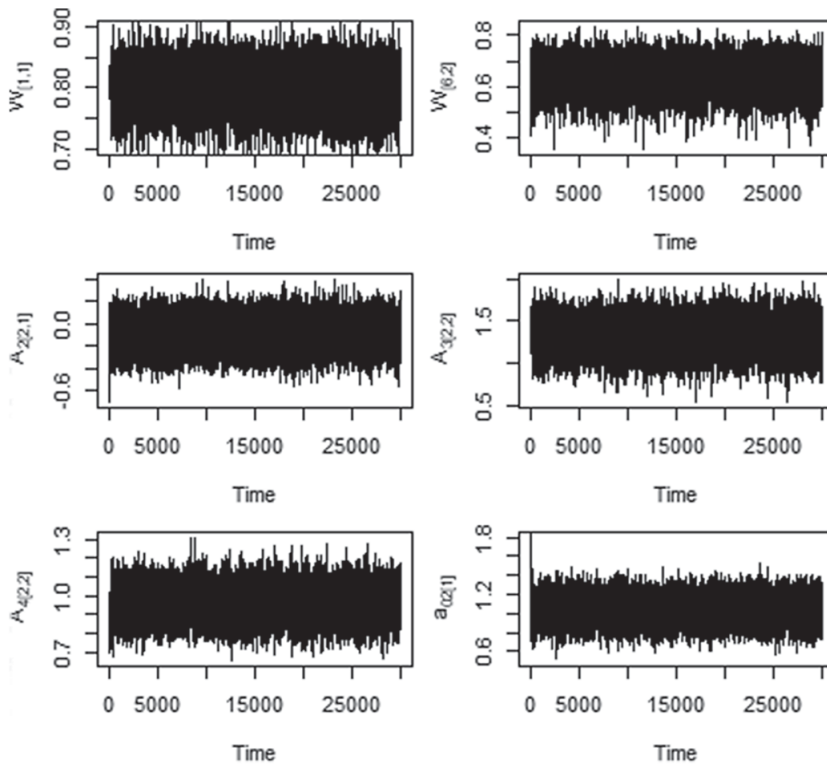 W[1,1]
0.70 0.80 0.90
0 5000 15000 25000
Time
W[6,2]
0.4 0.6 0.8
0 5000 15000 25000
Time
A2[2,1]
-0.6 0.0
0 5000 15000 25000
Time
A3[2,2]
0.5 1.5
0 5000 15000 25000
Time
A4[2,2]
0.7 1.0 1.3
0 5000 15000 25000
Time
a02[1]
0.6 1.2 1.8
0 5000 15000 25000
Time